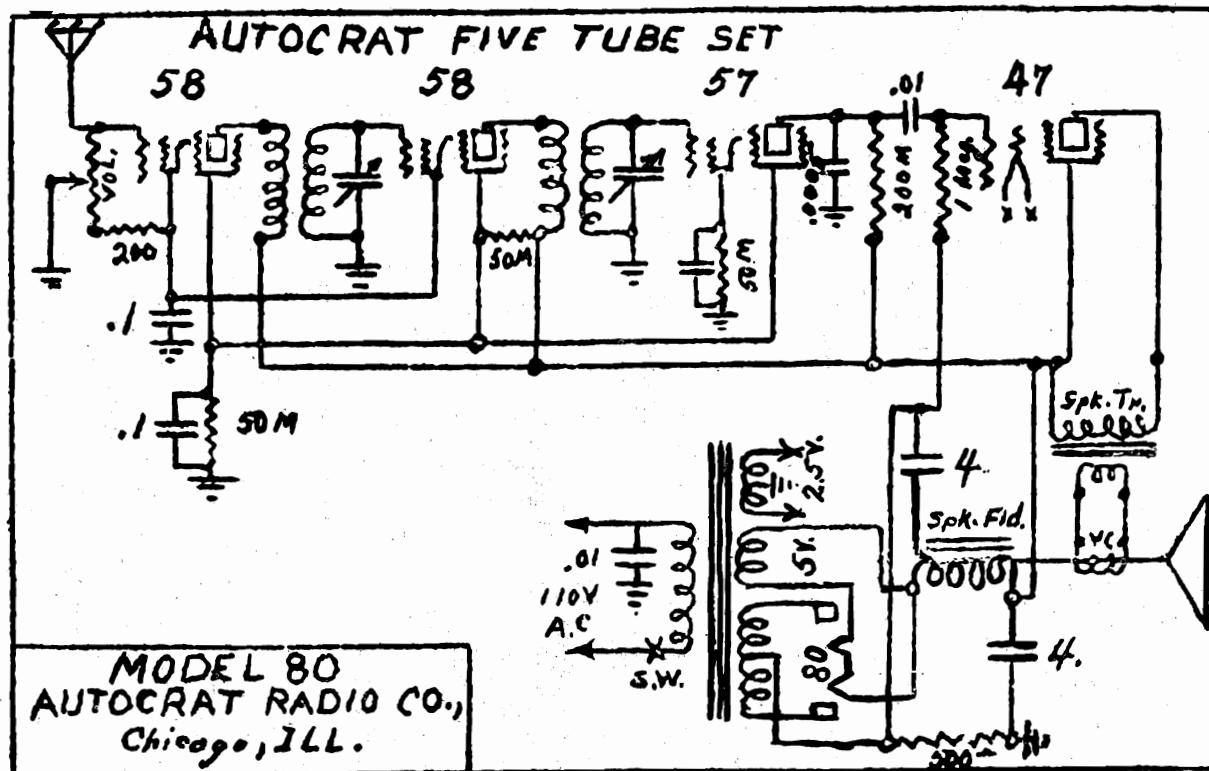 AUTOCRAT FIVE TUBE SET
58
58
57
47
.01
VOL.
200
50M
.0005
200M
1 Meg.
x x
50M
.1
.1
50M
Spk. Tr.
4
2.5V.
Spk. Fld.
VC
.01
110V
A.C
5V.
80
S.W.
4.
500
MODEL 80
AUTOCRAT RADIO CO.,
Chicago, ILL.